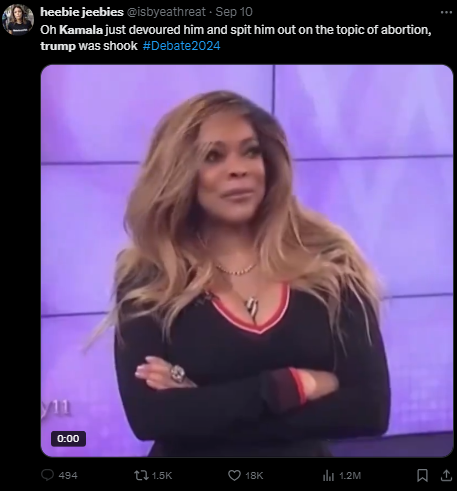 heebie jeebies @isbyeathreat · Sep 10
Oh Kamala just devoured him and spit him out on the topic of abortion,
trump was shook #Debate2024
y11
0:00
494 1.5K 18K 1.2M